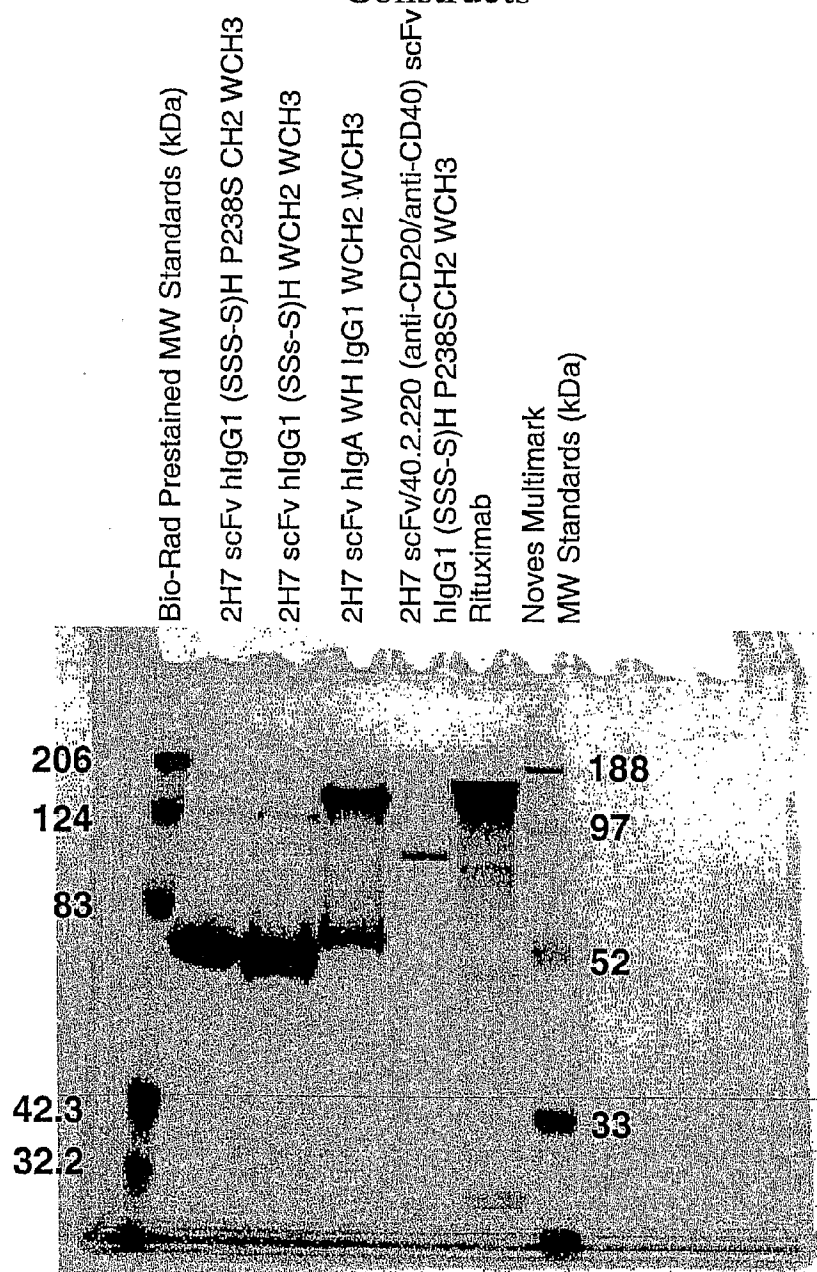 Constructs
Bio-Rad Prestained MW Standards (kDa)
2H7 scFv hIgG1 (SSS-S)H P238S CH2 WCH3
2H7 scFv hIgG1 (SSs-S)H WCH2 WCH3
2H7 scFv hIgA WH IgG1 WCH2 WCH3
2H7 scFv/40.2.220 (anti-CD20/anti-CD40) scFv
hIgG1 (SSS-S)H P238SCH2 WCH3
Rituximab
Noves Multimark
MW Standards (kDa)
206
124
83
42.3
32.2
188
97
52
33